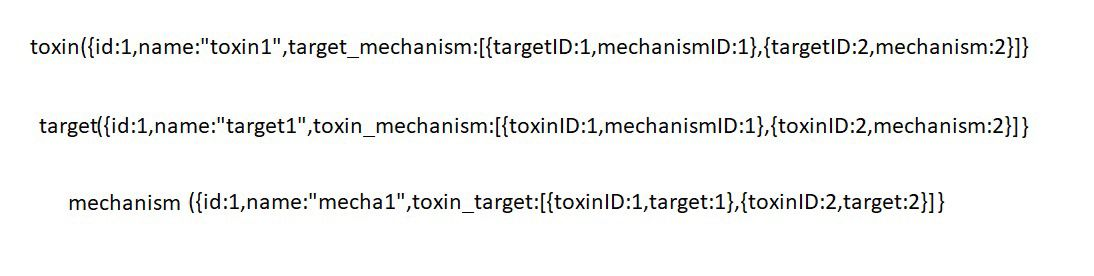 toxin({id:1,name:"toxin1",target_mechanism:[{targetID:1,mechanismID:1},{targetID:2,mechanism:2}]}
target({id:1,name:"target1",toxin_mechanism:[{toxinID:1,mechanismID:1},{toxinID:2,mechanism:2}]}
mechanism ({id:1,name:"mecha1",toxin_target:[{toxinID:1,target:1},{toxinID:2,target:2}]}